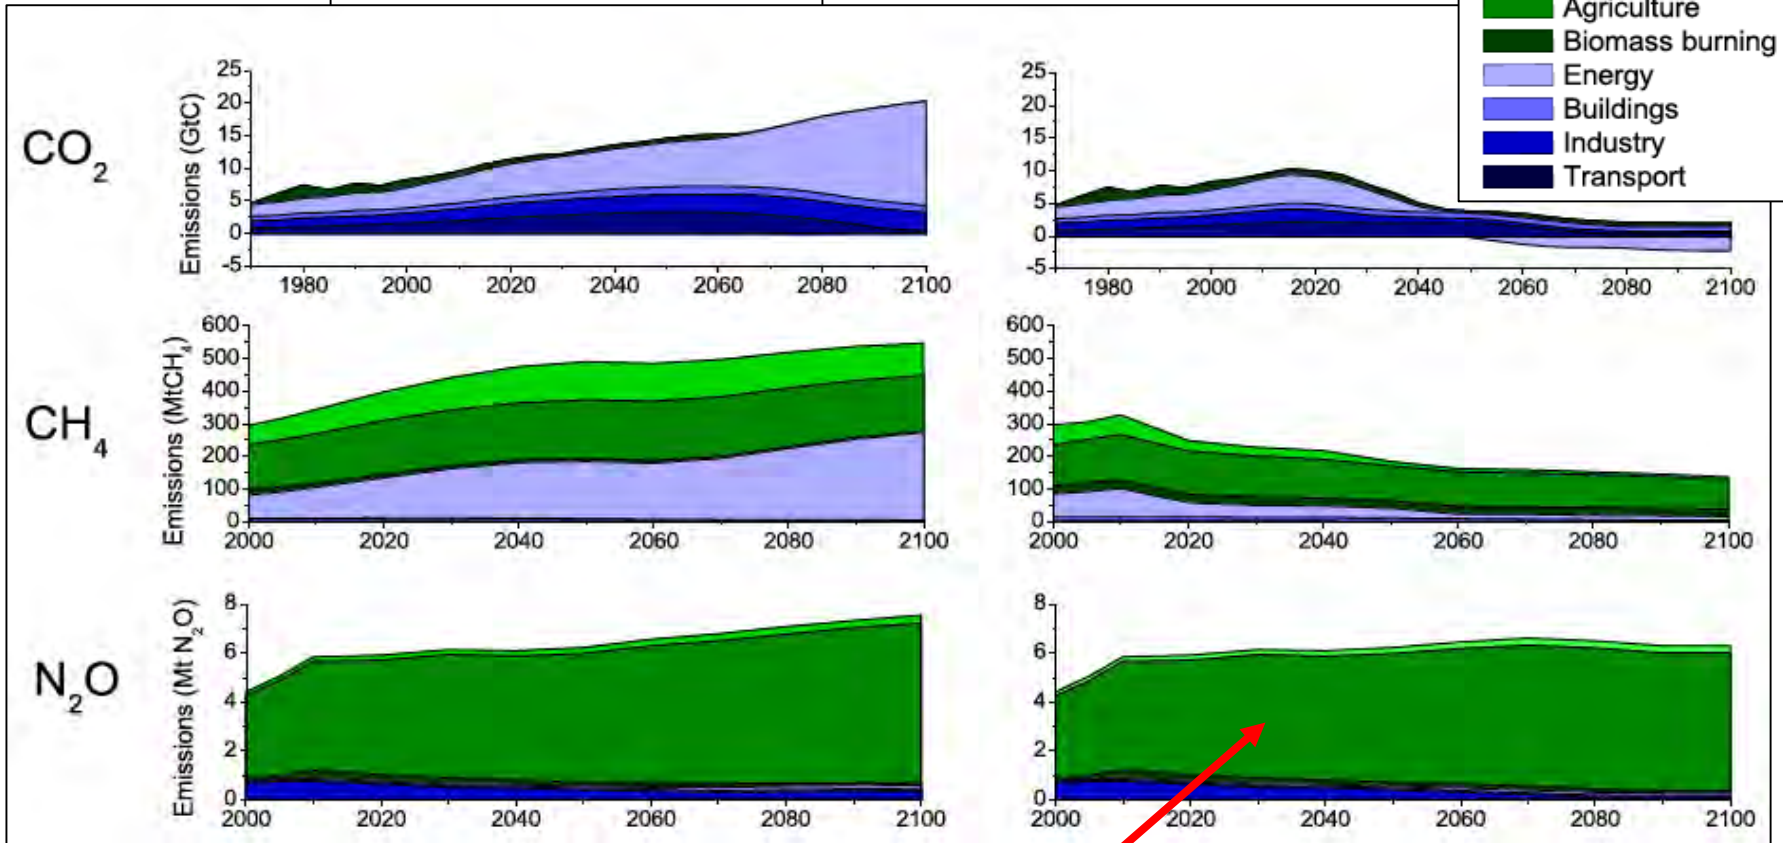 Agriculture
Biomass burning
Energy
Buildings
Industry
Transport
CO2
Emissions (GtC)
25
20
15
10
5
0
-5
1980 2000 2020 2040 2060 2080 2100
25
20
15
10
5
0
-5
1980 2000 2020 2040 2060 2080 2100
CH4
Emissions (MtCH4)
600
500
400
300
200
100
0
2000 2020 2040 2060 2080 2100
600
500
400
300
200
100
0
2000 2020 2040 2060 2080 2100
N2O
Emissions (Mt N2O)
8
6
4
2
0
2000 2020 2040 2060 2080 2100
8
6
4
2
0
2000 2020 2040 2060 2080 2100